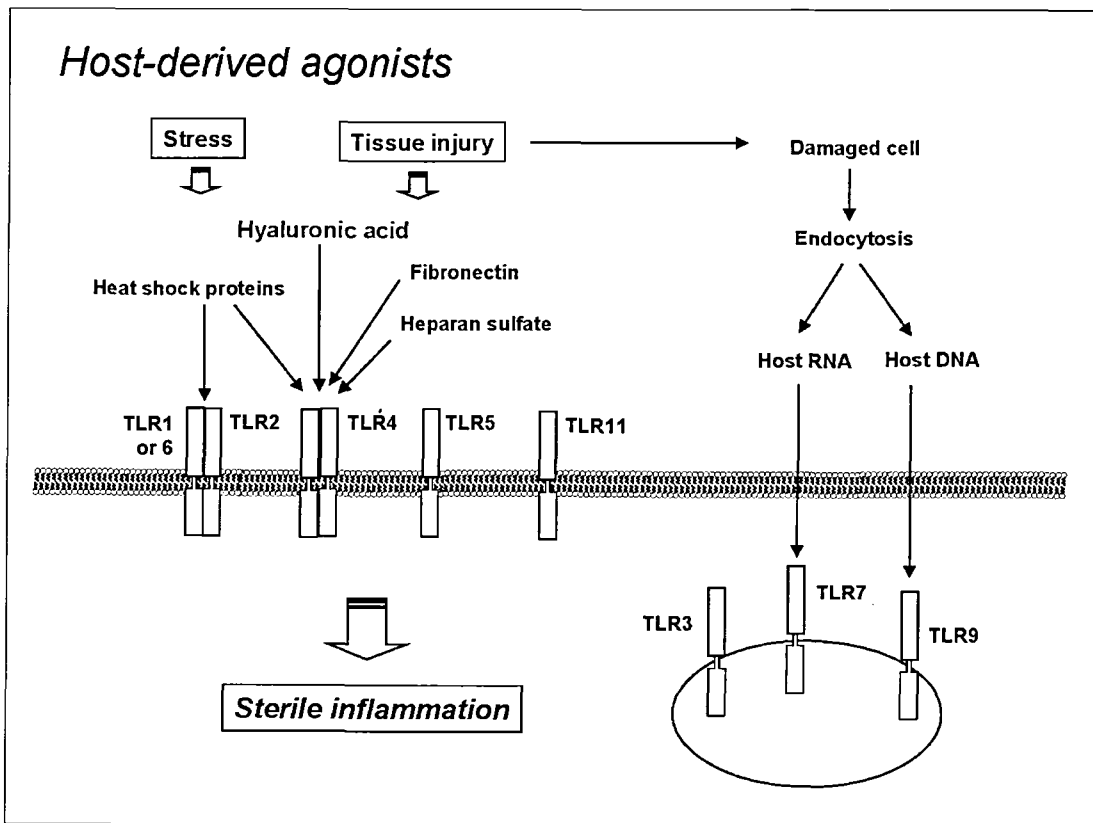 Host-derived agonists
Stress
Tissue injury
Damaged cell
Hyaluronic acid
Endocytosis
Fibronectin
Heat shock proteins
Heparan sulfate
Host RNA
Host DNA
TLR1
or 6
TLR2
TLR4
TLR5
TLR11
TLR7
TLR3
TLR9
Sterile inflammation